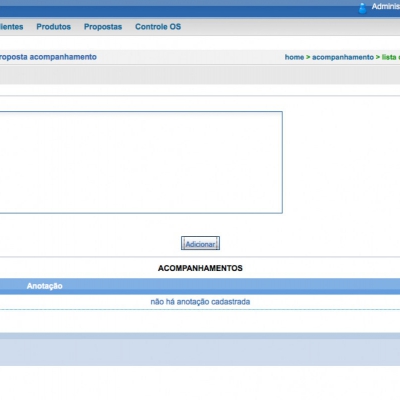 Adminis
lientes Produtos Propostas Controle OS
roposta acompanhamento
home > acompanhamento > lista
Adicionar
ACOMPANHAMENTOS
Anotação
não há anotação cadastrada